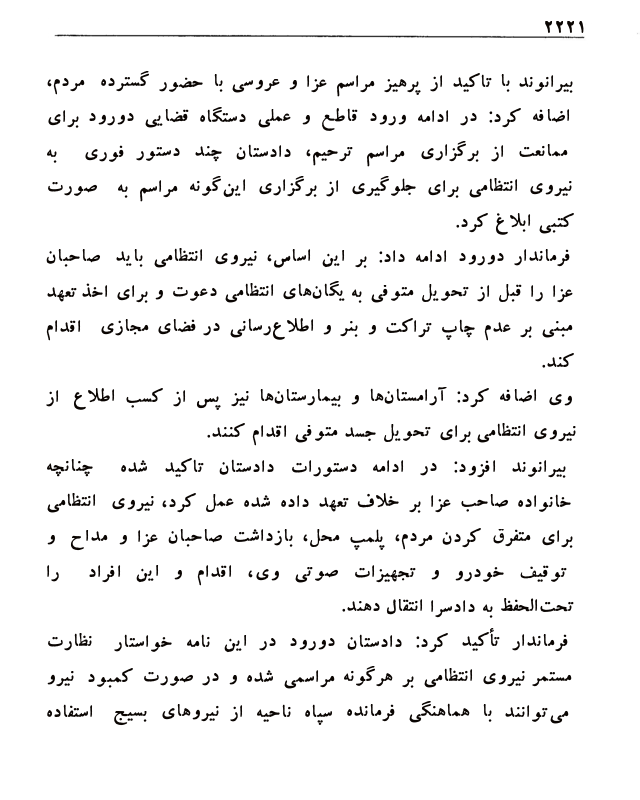 ۲۲۲۱
بیرانوند با تاکید از پرهیز مراسم عزا و عروسی با حضور گسترده مردم،
اضافه کرد: در ادامه ورود قاطع و عملی دستگاه قضایی دورود برای
ممانعت از برگزاری مراسم ترحیم، دادستان چند دستور فوری به
نیروی انتظامی برای جلوگیری از برگزاری این‌گونه مراسم به صورت
کتبی ابلاغ کرد.
فرماندار دورود ادامه داد: بر این اساس، نیروی انتظامی باید صاحبان
عزا را قبل از تحویل متوفی به یگان‌های انتظامی دعوت و برای اخذ تعهد
مبنی بر عدم چاپ تراکت و بنر و اطلاع‌رسانی در فضای مجازی اقدام
کند.
وی اضافه کرد: آرامستان‌ها و بیمارستان‌ها نیز پس از کسب اطلاع از
نیروی انتظامی برای تحویل جسد متوفی اقدام کنند.
بیرانوند افزود: در ادامه دستورات دادستان تاکید شده چنانچه
خانواده صاحب عزا بر خلاف تعهد داده شده عمل کرد، نیروی انتظامی
برای متفرق کردن مردم، پلمپ محل، بازداشت صاحبان عزا و مداح و
توقیف خودرو و تجهیزات صوتی وی، اقدام و این افراد را
تحت‌الحفظ به دادسرا انتقال دهند.
فرماندار تأکید کرد: دادستان دورود در این نامه خواستار نظارت
مستمر نیروی انتظامی بر هرگونه مراسمی شده و در صورت کمبود نیرو
می‌توانند با هماهنگی فرمانده سپاه ناحیه از نیروهای بسیج استفاده